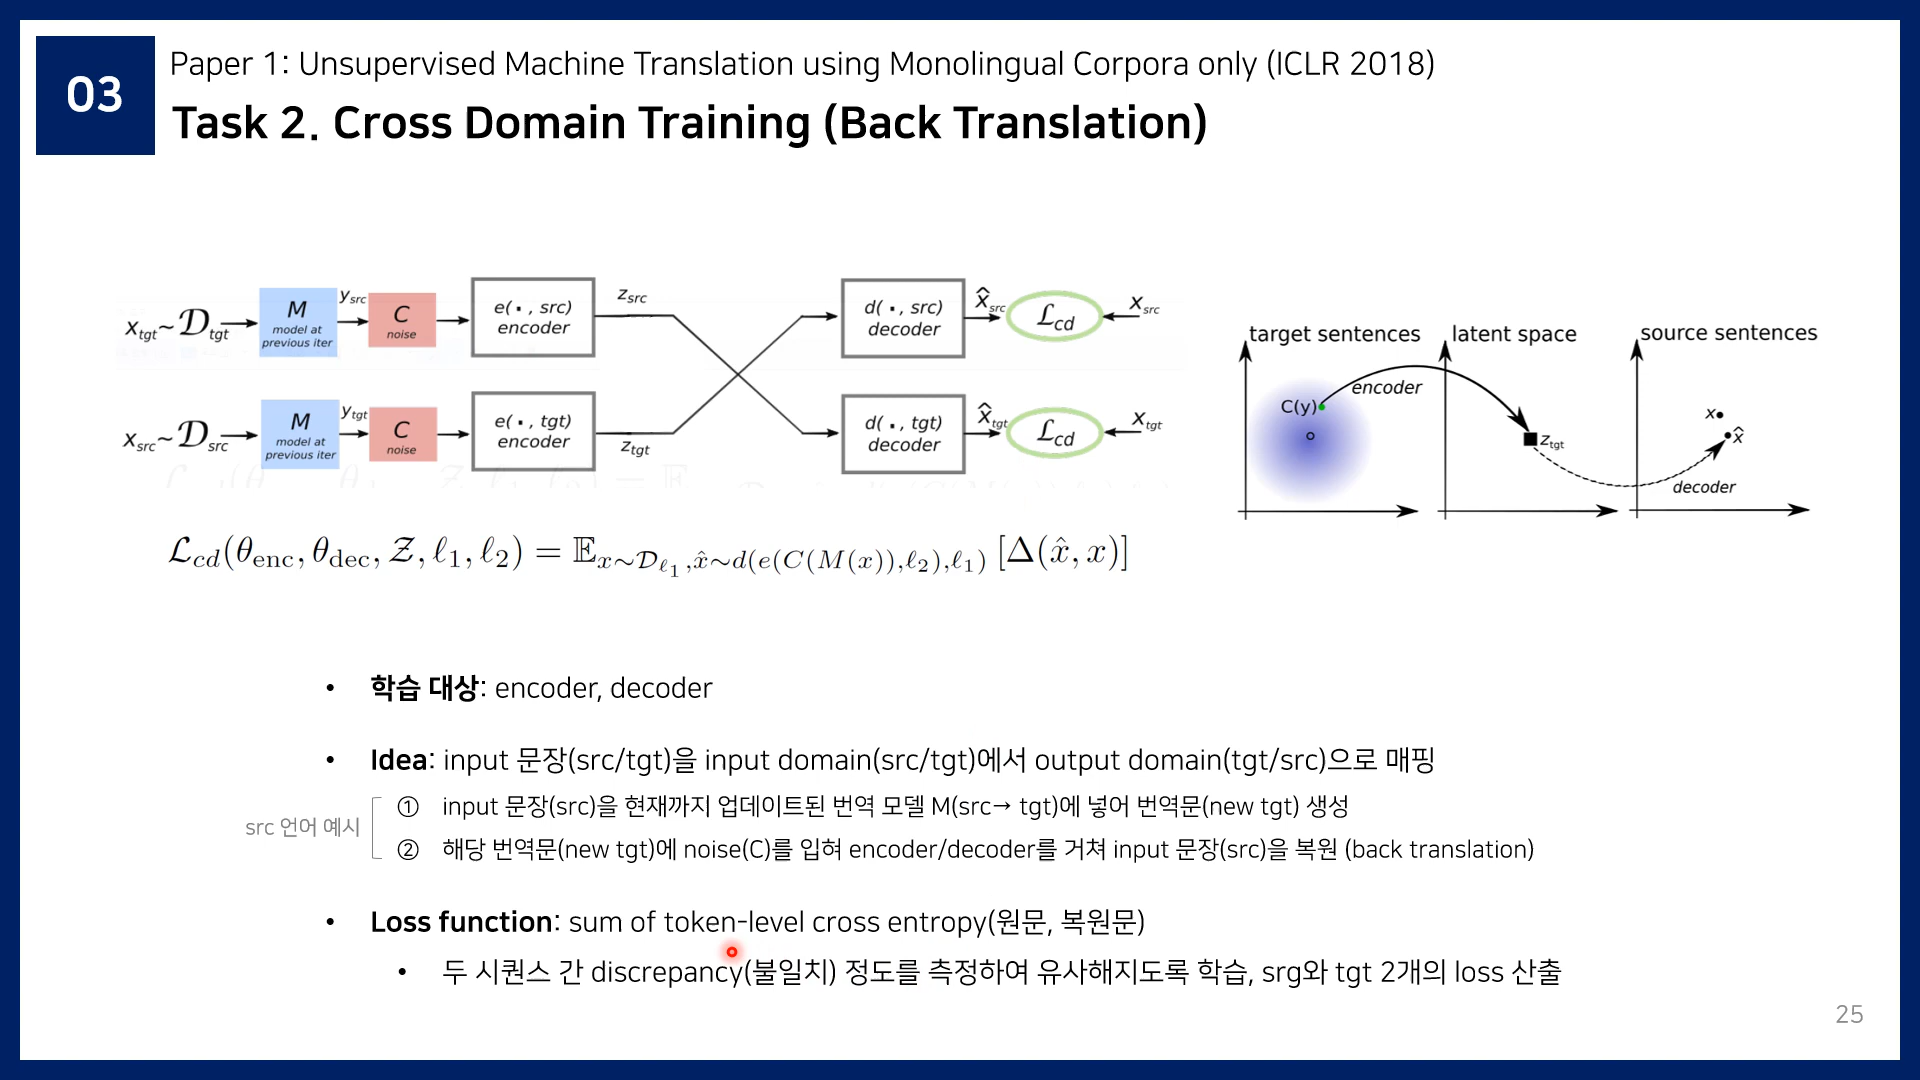 03
Paper 1: Unsupervised Machine Translation using Monolingual Corpora only (ICLR 2018)
Task 2. Cross Domain Training (Back Translation)
x_tgt ~ 𝒟_tgt
M
model at
previous iter
y_src
C
noise
e(·, src)
encoder
z_src
d(·, src)
decoder
x̂_src
ℒ_cd
x_src
x_src ~ 𝒟_src
M
model at
previous iter
y_tgt
C
noise
e(·, tgt)
encoder
z_tgt
d(·, tgt)
decoder
x̂_tgt
ℒ_cd
x_tgt
target sentences
C(y)
encoder
latent space
z_tgt
source sentences
x
x̂
decoder
ℒ_cd(θ_enc, θ_dec, 𝒵, ℓ₁, ℓ₂) = 𝔼_{x∼𝒟_ℓ₁, x̂∼d(e(C(M(x)),ℓ₂),ℓ₁)} [Δ(x̂, x)]
• 학습 대상: encoder, decoder
• Idea: input 문장(src/tgt)을 input domain(src/tgt)에서 output domain(tgt/src)으로 매핑
src 언어 예시
① input 문장(src)을 현재까지 업데이트된 번역 모델 M(src→ tgt)에 넣어 번역문(new tgt) 생성
② 해당 번역문(new tgt)에 noise(C)를 입혀 encoder/decoder를 거쳐 input 문장(src)을 복원 (back translation)
• Loss function: sum of token-level cross entropy(원문, 복원문)
• 두 시퀀스 간 discrepancy(불일치) 정도를 측정하여 유사해지도록 학습, srg와 tgt 2개의 loss 산출
25